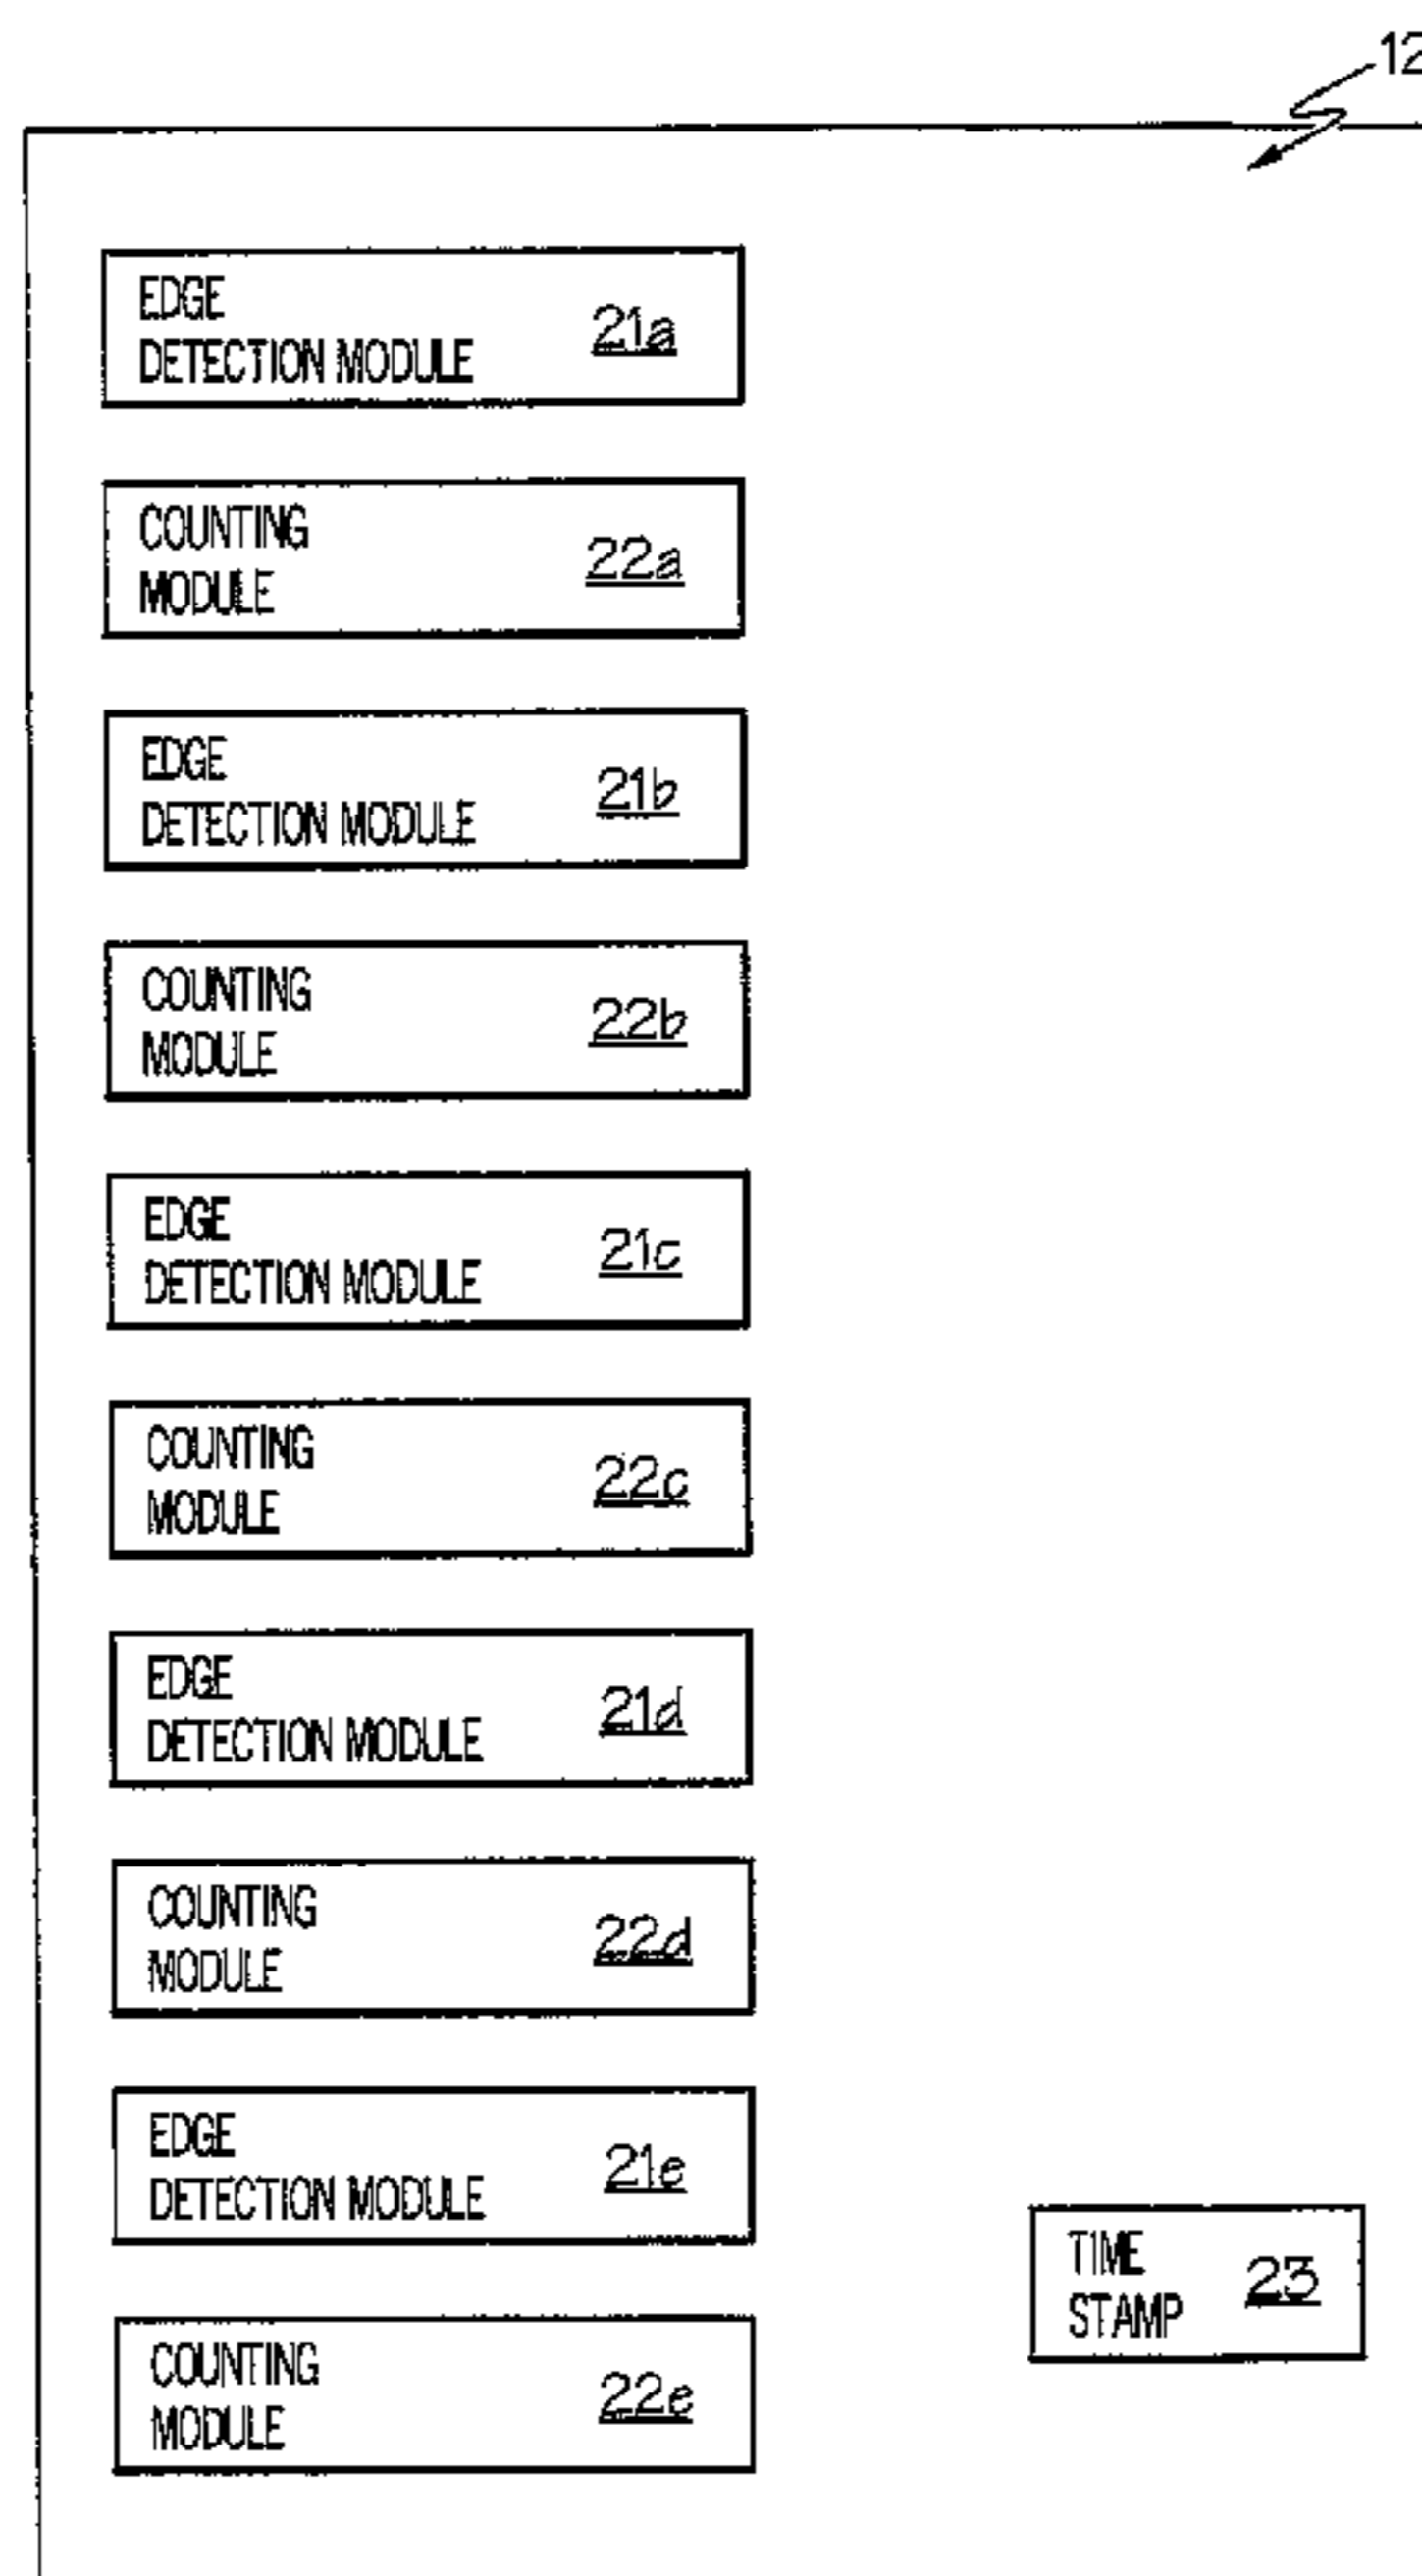 12
EDGE
DETECTION MODULE
21a
COUNTING
MODULE
22a
EDGE
DETECTION MODULE
21b
COUNTING
MODULE
22b
EDGE
DETECTION MODULE
21c
COUNTING
MODULE
22c
EDGE
DETECTION MODULE
21d
COUNTING
MODULE
22d
EDGE
DETECTION MODULE
21e
TIME
STAMP
23
COUNTING
MODULE
22e